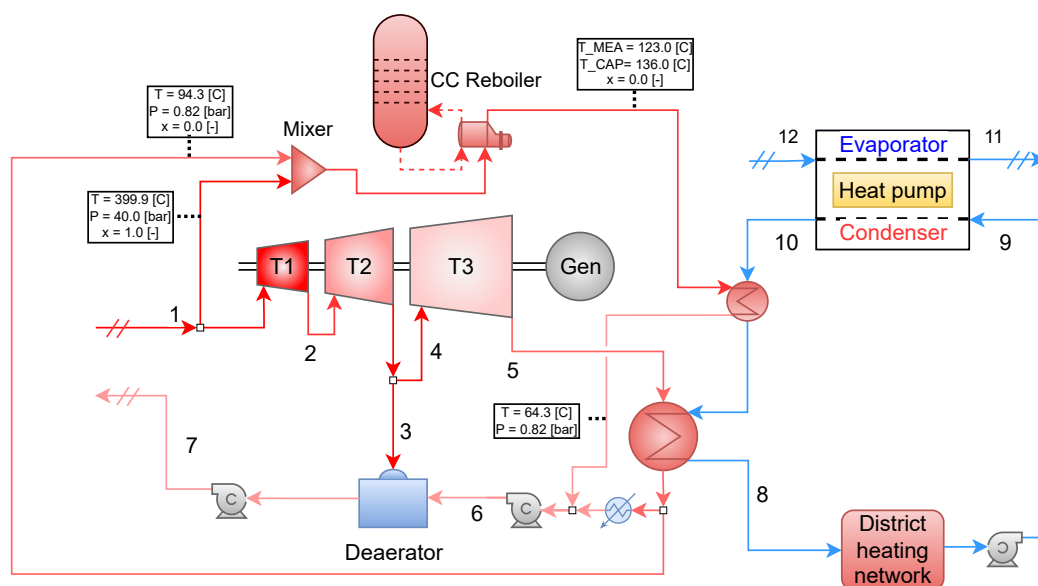 T_MEA = 123.0 [C]
T_CAP= 136.0 [C]
x = 0.0 [-]
CC Reboiler
T = 94.3 [C]
P = 0.82 [bar]
x = 0.0 [-]
Mixer
12
11
Evaporator
Heat pump
Condenser
10
9
T = 399.9 [C]
P = 40.0 [bar]
x = 1.0 [-]
T1
T2
T3
Gen
1
2
4
5
T = 64.3 [C]
P = 0.82 [bar]
3
7
6
8
C
C
C
Deaerator
District
heating
network